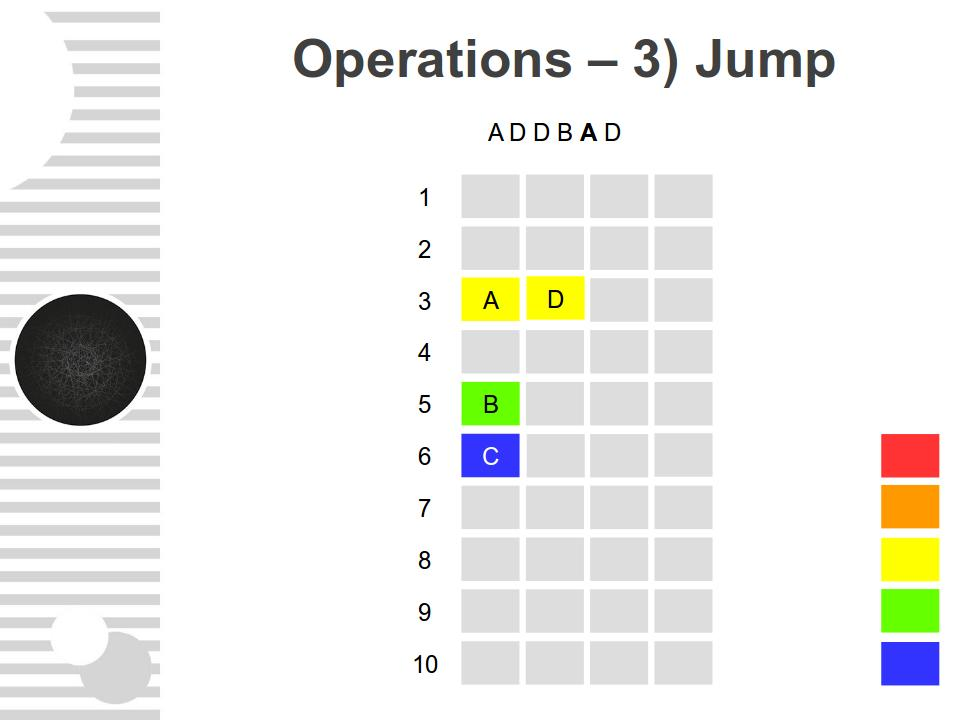 Operations – 3) Jump
A D D B A D
1
2
3 A D
4
5 B
6 C
7
8
9
10